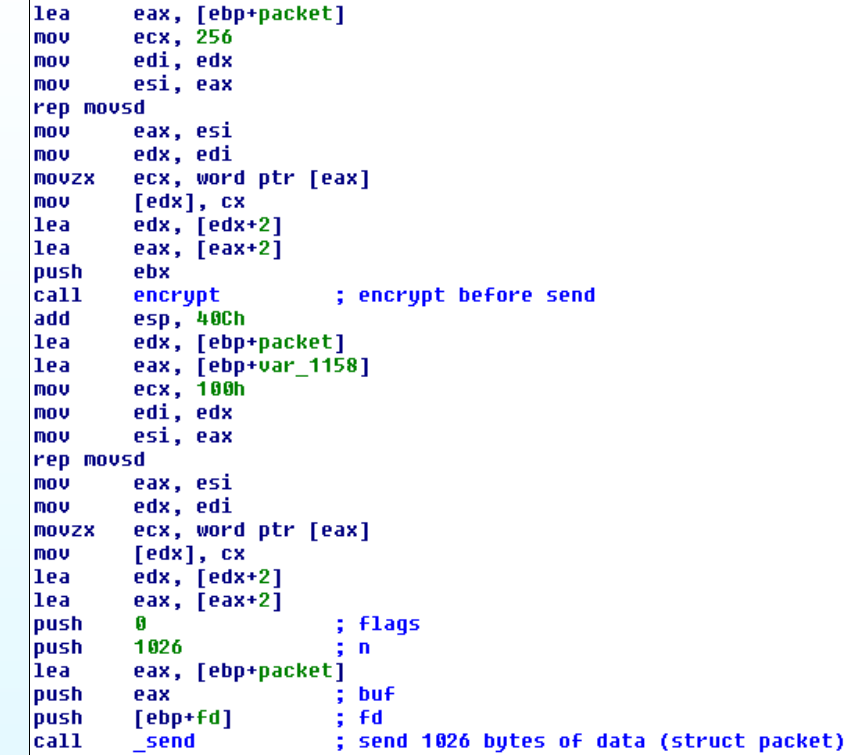 lea eax, [ebp+packet]
mov ecx, 256
mov edi, edx
mov esi, eax
rep movsd
mov eax, esi
mov edx, edi
movzx ecx, word ptr [eax]
mov [edx], cx
lea edx, [edx+2]
lea eax, [eax+2]
push ebx
call encrypt ; encrypt before send
add esp, 40Ch
lea edx, [ebp+packet]
lea eax, [ebp+var_1158]
mov ecx, 100h
mov edi, edx
mov esi, eax
rep movsd
mov eax, esi
mov edx, edi
movzx ecx, word ptr [eax]
mov [edx], cx
lea edx, [edx+2]
lea eax, [eax+2]
push 0 ; flags
push 1026 ; n
lea eax, [ebp+packet]
push eax ; buf
push [ebp+fd] ; fd
call _send ; send 1026 bytes of data (struct packet)